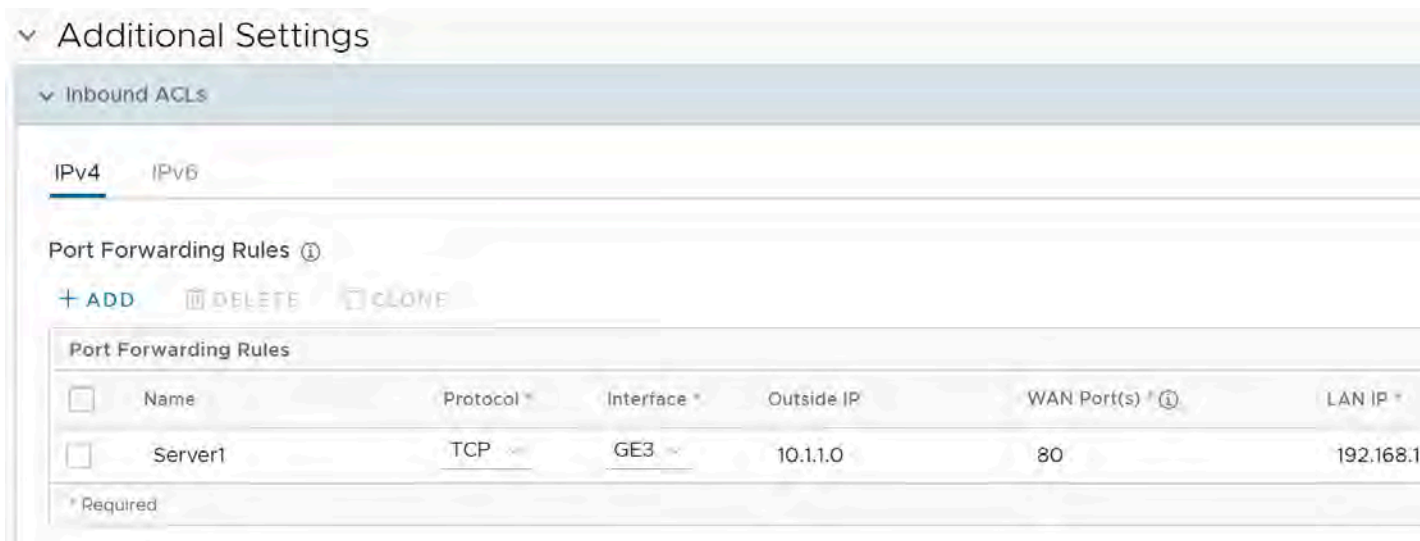 Additional Settings
Inbound ACLs
IPv4 IPv6
Port Forwarding Rules
+ ADD DELETE CLONE
Port Forwarding Rules
Name Protocol * Interface * Outside IP WAN Port(s) * LAN IP *
Server1 TCP GE3 10.1.1.0 80 192.168.1
* Required